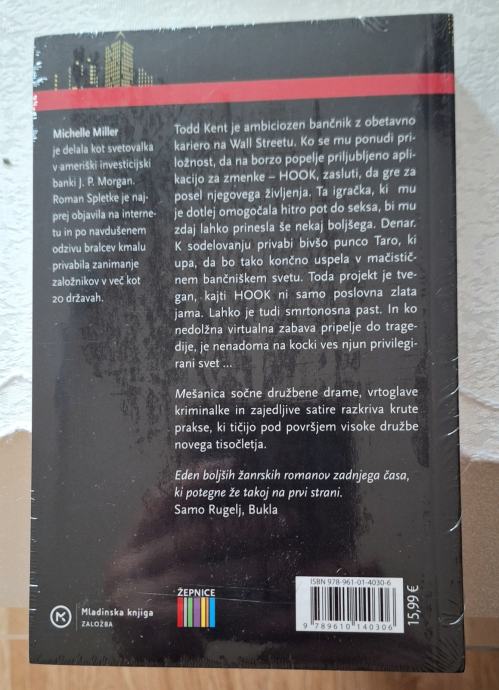 Michelle Miller
je delala kot svetovalka
v ameriški investicijski
banki J. P. Morgan.
Roman Spletke je naj-
prej objavila na interne-
tu in po navdušenem
odzivu bralcev kmalu
privabila zanimanje
založnikov v več kot
20 državah.
Todd Kent je ambiciozen bančnik z obetavno
kariero na Wall Streetu. Ko se mu ponudi pri-
ložnost, da na borzo popelje priljubljeno apli-
kacijo za zmenke – HOOK, zasluti, da gre za
posel njegovega življenja. Ta igračka, ki mu
je dotlej omogočala hitro pot do seksa, bi mu
zdaj lahko prinesla še nekaj boljšega. Denar.
K sodelovanju privabi bivšo punco Taro, ki
upa, da bo tako končno uspela v mačistič-
nem bančniškem svetu. Toda projekt je tve-
gan, kajti HOOK ni samo poslovna zlata
jama. Lahko je tudi smrtonosna past. In ko
nedolžna virtualna zabava pripelje do trage-
dije, je nenadoma na kocki ves njun privilegi-
rani svet ...
Mešanica sočne družbene drame, vrtoglave
kriminalke in zajedljive satire razkriva krute
prakse, ki tičijo pod površjem visoke družbe
novega tisočletja.
Eden boljših žanrskih romanov zadnjega časa,
ki potegne že takoj na prvi strani.
Samo Rugelj, Bukla
Mladinska knjiga
ZALOŽBA
ŽEPNICE
ISBN 978-961-01-4030-6
9 789610 140306
15,99 €